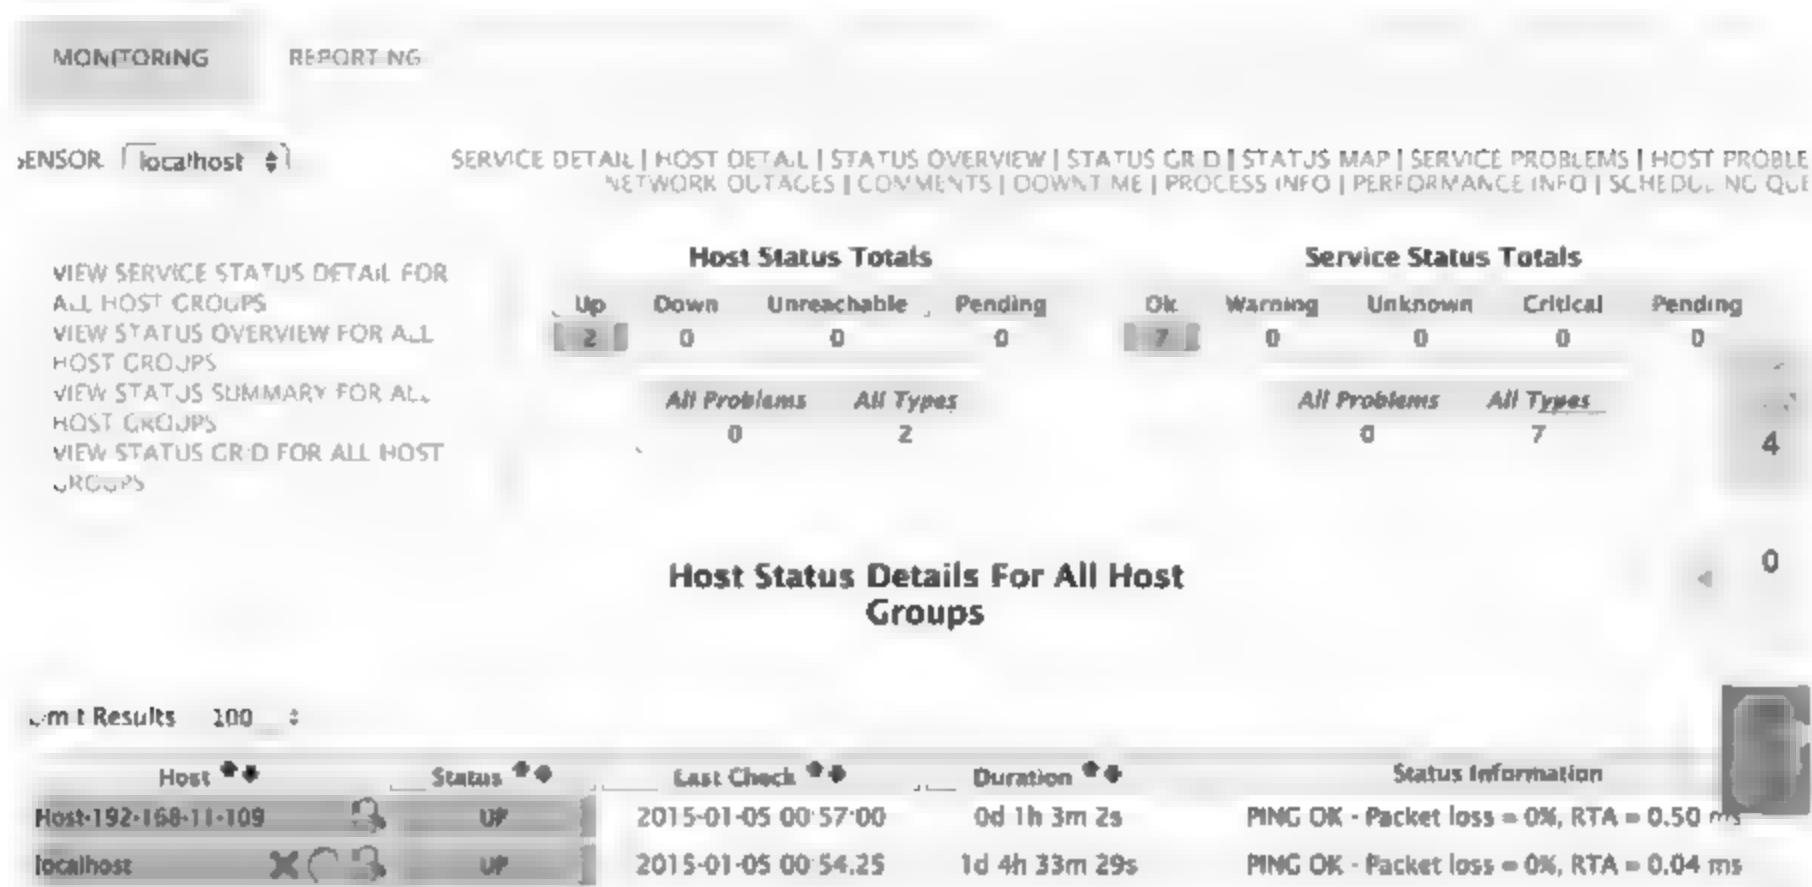 MONITORING REPORTING
SENSOR localhost
SERVICE DETAIL | HOST DETAIL | STATUS OVERVIEW | STATUS GRID | STATUS MAP | SERVICE PROBLEMS | HOST PROBLE
NETWORK OUTAGES | COMMENTS | DOWNTIME | PROCESS INFO | PERFORMANCE INFO | SCHEDULING QUE
VIEW SERVICE STATUS DETAIL FOR
ALL HOST GROUPS
VIEW STATUS OVERVIEW FOR ALL
HOST GROUPS
VIEW STATUS SUMMARY FOR ALL
HOST GROUPS
VIEW STATUS GRID FOR ALL HOST
GROUPS
Host Status Totals
Up Down Unreachable Pending
2 0 0 0
All Problems All Types
0 2
Service Status Totals
Ok Warning Unknown Critical Pending
7 0 0 0 0
All Problems All Types
0 7
4
0
Host Status Details For All Host
Groups
Limit Results 100
Host Status Last Check Duration Status Information
Host-192-168-11-109 UP 2015-01-05 00:57:00 0d 1h 3m 2s PING OK - Packet loss = 0%, RTA = 0.50 ms
localhost UP 2015-01-05 00:54:25 1d 4h 33m 29s PING OK - Packet loss = 0%, RTA = 0.04 ms